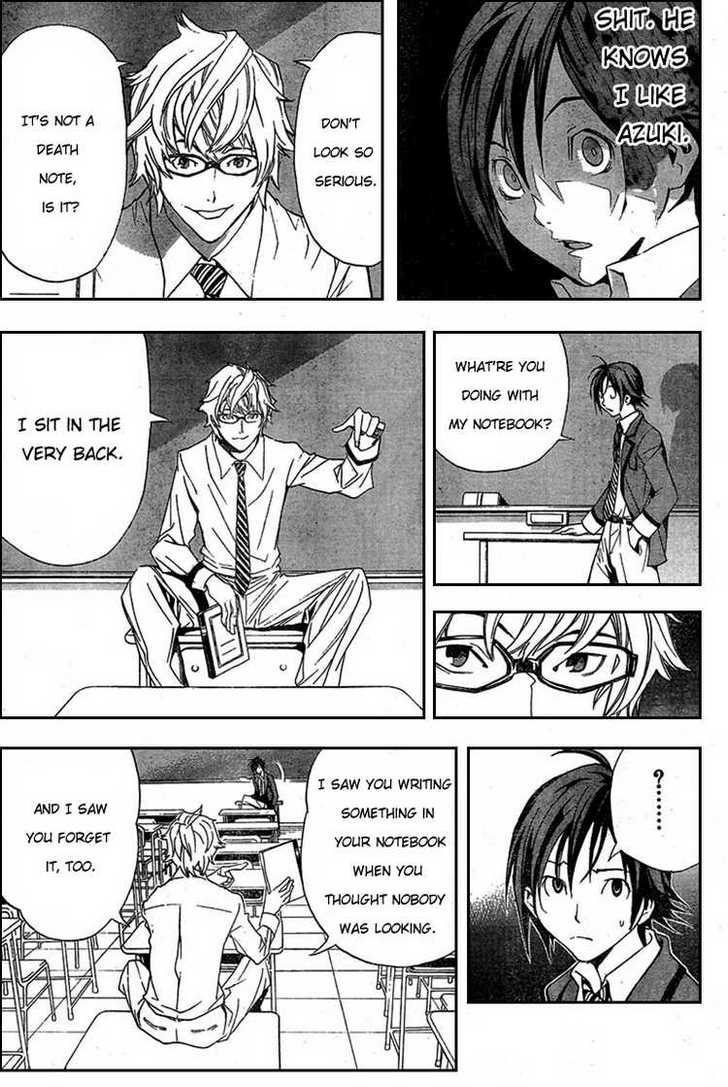 SHIT. HE
KNOWS
I LIKE
AZUKI.
DON'T
LOOK SO
SERIOUS.
IT'S NOT A
DEATH
NOTE,
IS IT?
WHAT'RE YOU
DOING WITH
MY NOTEBOOK?
I SIT IN THE
VERY BACK.
?......
I SAW YOU WRITING
SOMETHING IN
YOUR NOTEBOOK
WHEN YOU
THOUGHT NOBODY
WAS LOOKING.
AND I SAW
YOU FORGET
IT, TOO.